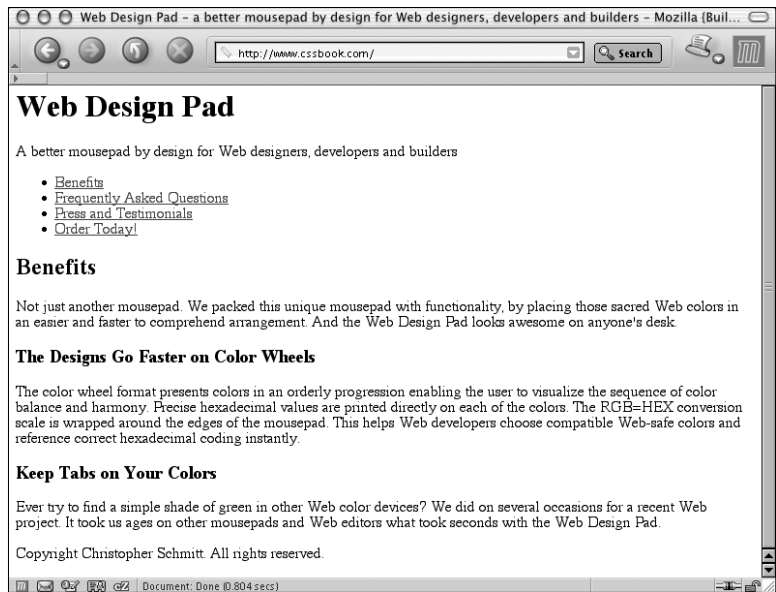 Web Design Pad – a better mousepad by design for Web designers, developers and builders – Mozilla {Buil...
http://www.cssbook.com/
Search
Web Design Pad
A better mousepad by design for Web designers, developers and builders
• Benefits
• Frequently Asked Questions
• Press and Testimonials
• Order Today!
Benefits
Not just another mousepad. We packed this unique mousepad with functionality, by placing those sacred Web colors in
an easier and faster to comprehend arrangement. And the Web Design Pad looks awesome on anyone's desk.
The Designs Go Faster on Color Wheels
The color wheel format presents colors in an orderly progression enabling the user to visualize the sequence of color
balance and harmony. Precise hexadecimal values are printed directly on each of the colors. The RGB=HEX conversion
scale is wrapped around the edges of the mousepad. This helps Web developers choose compatible Web-safe colors and
reference correct hexadecimal coding instantly.
Keep Tabs on Your Colors
Ever try to find a simple shade of green in other Web color devices? We did on several occasions for a recent Web
project. It took us ages on other mousepads and Web editors what took seconds with the Web Design Pad.
Copyright Christopher Schmitt. All rights reserved.
Document: Done (0.804 secs)